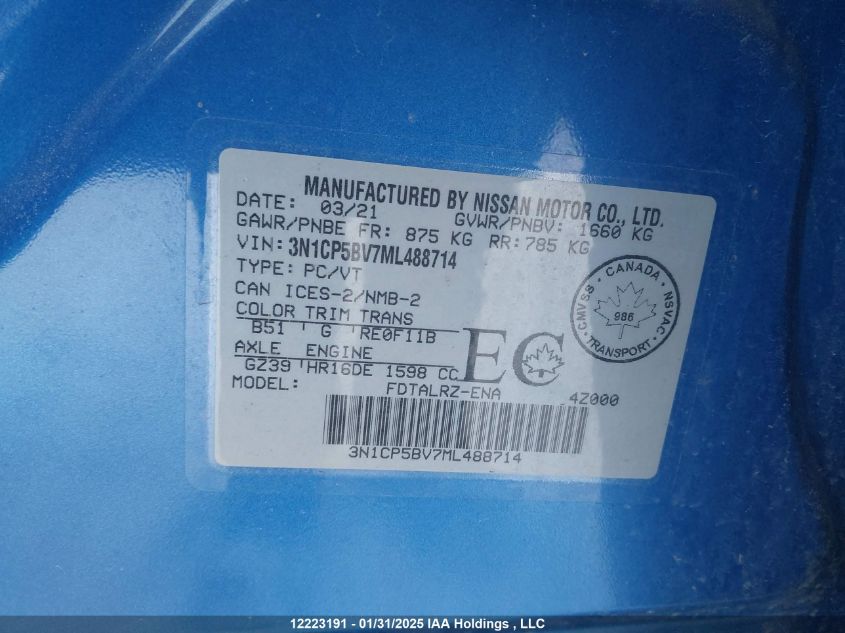 MANUFACTURED BY NISSAN MOTOR CO., LTD.
DATE: 03/21 GVWR/PNBV: 1660 KG
GAWR/PNBE FR: 875 KG RR: 785 KG
VIN: 3N1CP5BV7ML488714
TYPE: PC/VT
CAN ICES-2/NMB-2
COLOR TRIM TRANS
B51 G RE0F11B
AXLE ENGINE
GZ39 HR16DE 1598 CC
MODEL: FDTALRZ-ENA 4Z000
3N1CP5BV7ML488714
EC
CANADA
CMVSS NSVAC
986
TRANSPORT
12223191 - 01/31/2025 IAA Holdings , LLC